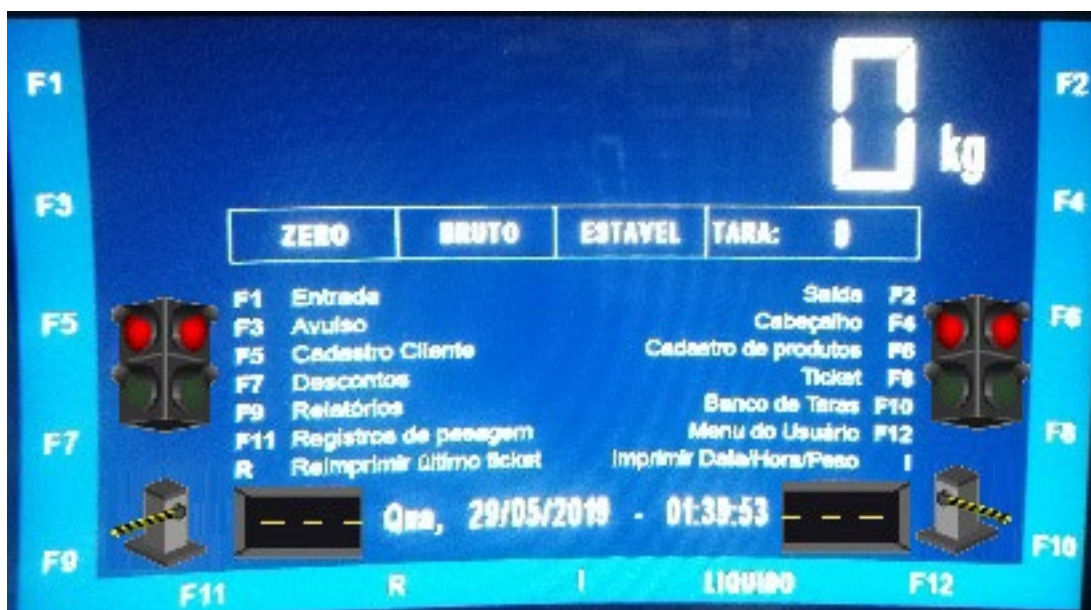 F1
F2
0 kg
F3
F4
ZERO BRUTO ESTAVEL TARA: 0
F1 Entrada Saida F2
F3 Avulso Cabeçalho F4
F5 Cadastro Cliente Cadastro de produtos F6
F7 Descontos Ticket F8
F9 Relatórios Banco de Taras F10
F11 Registros de pesagem Menu do Usuário F12
R Reimprimir último ticket Imprimir Data/Hora/Peso I
F5
F6
F7
F8
Qua, 29/05/2019 - 01:39:53
F9
F10
F11 R I LIQUIDO F12